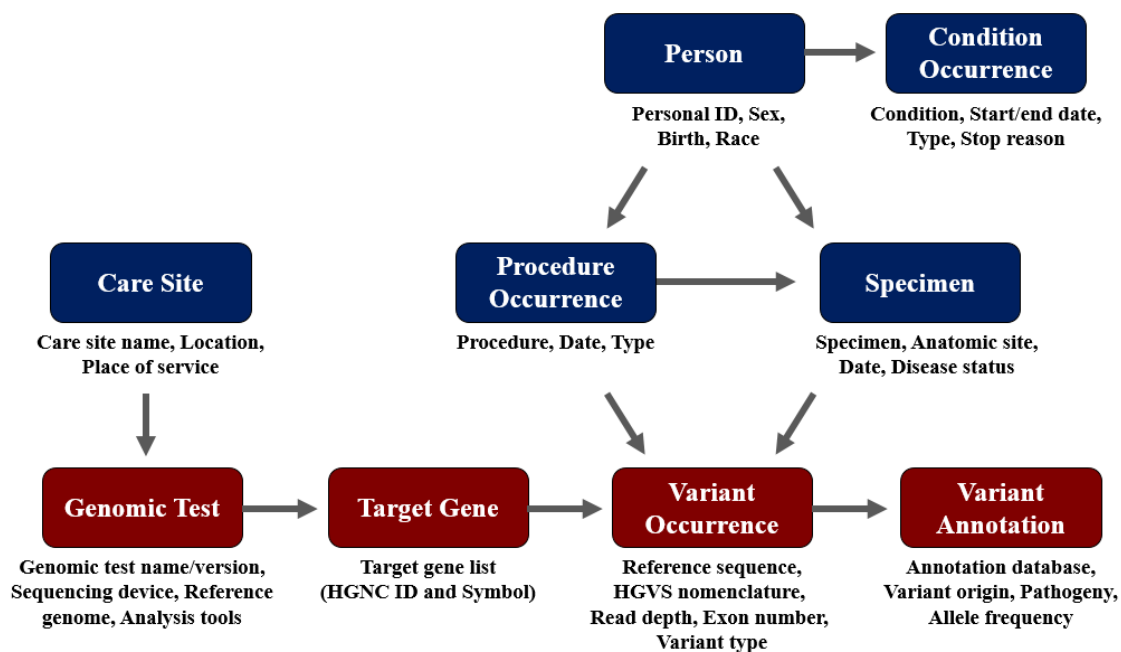 Person
Condition
Occurrence
Personal ID, Sex,
Birth, Race
Condition, Start/end date,
Type, Stop reason
Care Site
Procedure
Occurrence
Specimen
Care site name, Location,
Place of service
Procedure, Date, Type
Specimen, Anatomic site,
Date, Disease status
Genomic Test
Target Gene
Variant
Occurrence
Variant
Annotation
Genomic test name/version,
Sequencing device, Reference
genome, Analysis tools
Target gene list
(HGNC ID and Symbol)
Reference sequence,
HGVS nomenclature,
Read depth, Exon number,
Variant type
Annotation database,
Variant origin, Pathogeny,
Allele frequency